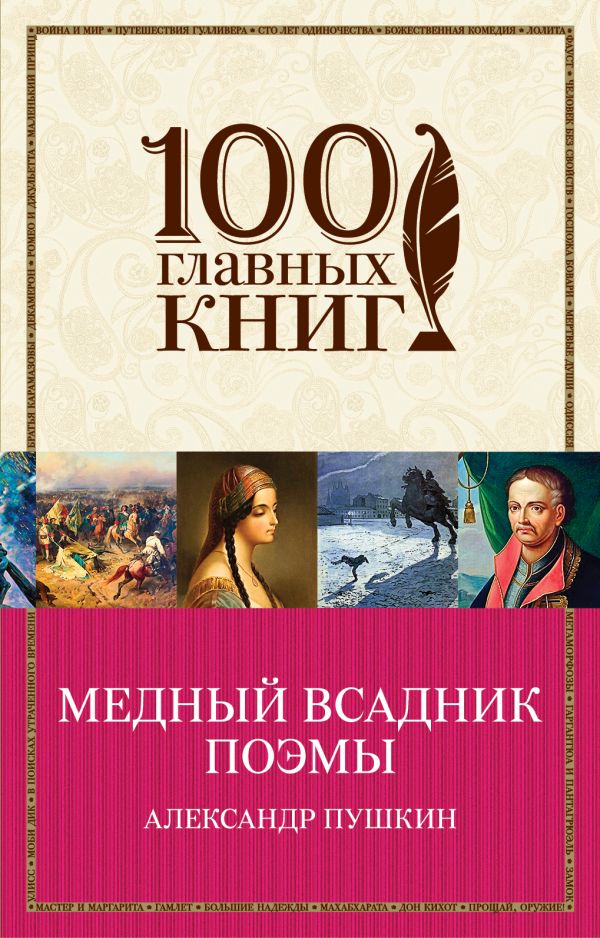 ВОЙНА И МИР * ПУТЕШЕСТВИЯ ГУЛЛИВЕРА * СТО ЛЕТ ОДИНОЧЕСТВА * БОЖЕСТВЕННАЯ КОМЕДИЯ * ЛОЛИТА *
ФАУСТ * ЧЕЛОВЕК БЕЗ СВОЙСТВ * ГОСПОЖА БОВАРИ * МЕРТВЫЕ ДУШИ * ОДИССЕЯ
БРАТЬЯ КАРАМАЗОВЫ * ДЕКАМЕРОН * РОМЕО И ДЖУЛЬЕТТА * МАЛЕНЬКИЙ ПРИНЦ
100
ГЛАВНЫХ
КНИГ
МЕДНЫЙ ВСАДНИК
ПОЭМЫ
АЛЕКСАНДР ПУШКИН
УЛИСС * МОБИ ДИК * В ПОИСКАХ УТРАЧЕННОГО ВРЕМЕНИ
МЕТАМОРФОЗЫ * ГАРГАНТЮА И ПАНТАГРЮЭЛЬ * ЗАМОК
* МАСТЕР И МАРГАРИТА * ГАМЛЕТ * БОЛЬШИЕ НАДЕЖДЫ * МАХАБХАРАТА * ДОН КИХОТ * ПРОЩАЙ, ОРУЖИЕ!